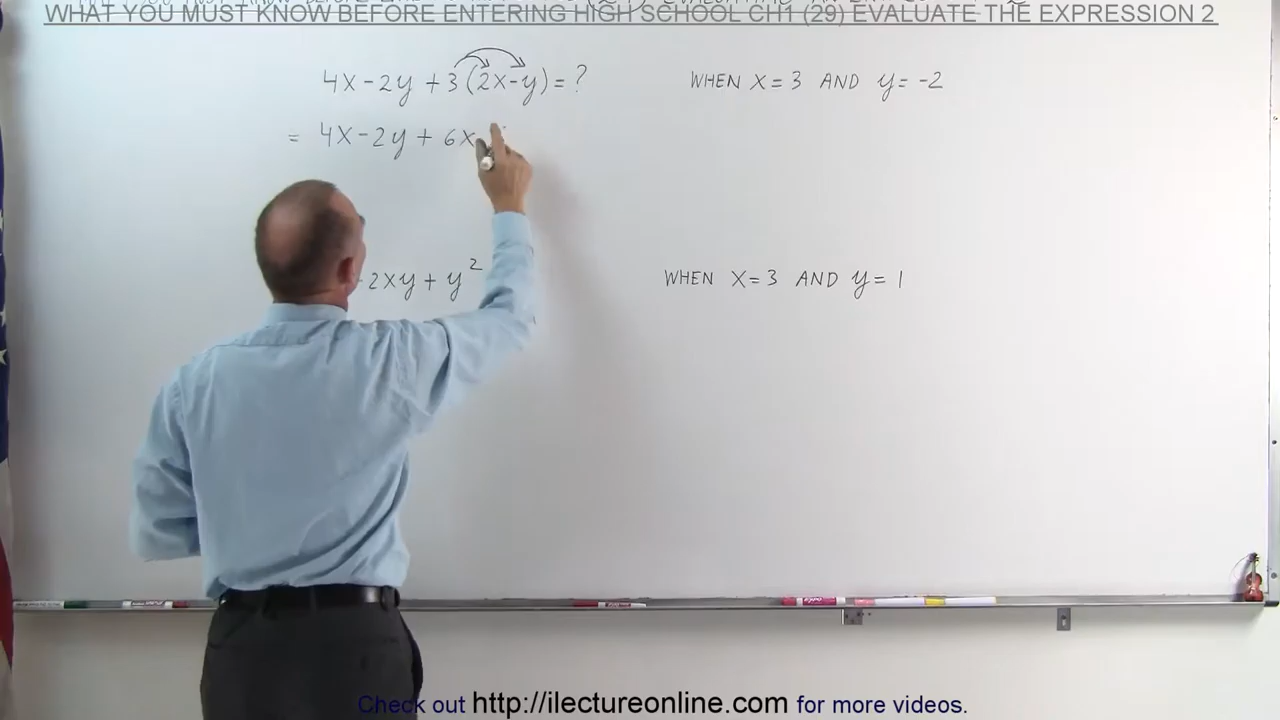 WHAT YOU MUST KNOW BEFORE ENTERING HIGH SCHOOL CH1 (29) EVALUATE THE EXPRESSION 2
4X-2y+3(2X-y)=? WHEN X=3 AND y=-2
= 4X-2y+6X
-2Xy+y² WHEN X=3 AND y=1
Check out http://ilectureonline.com for more videos.